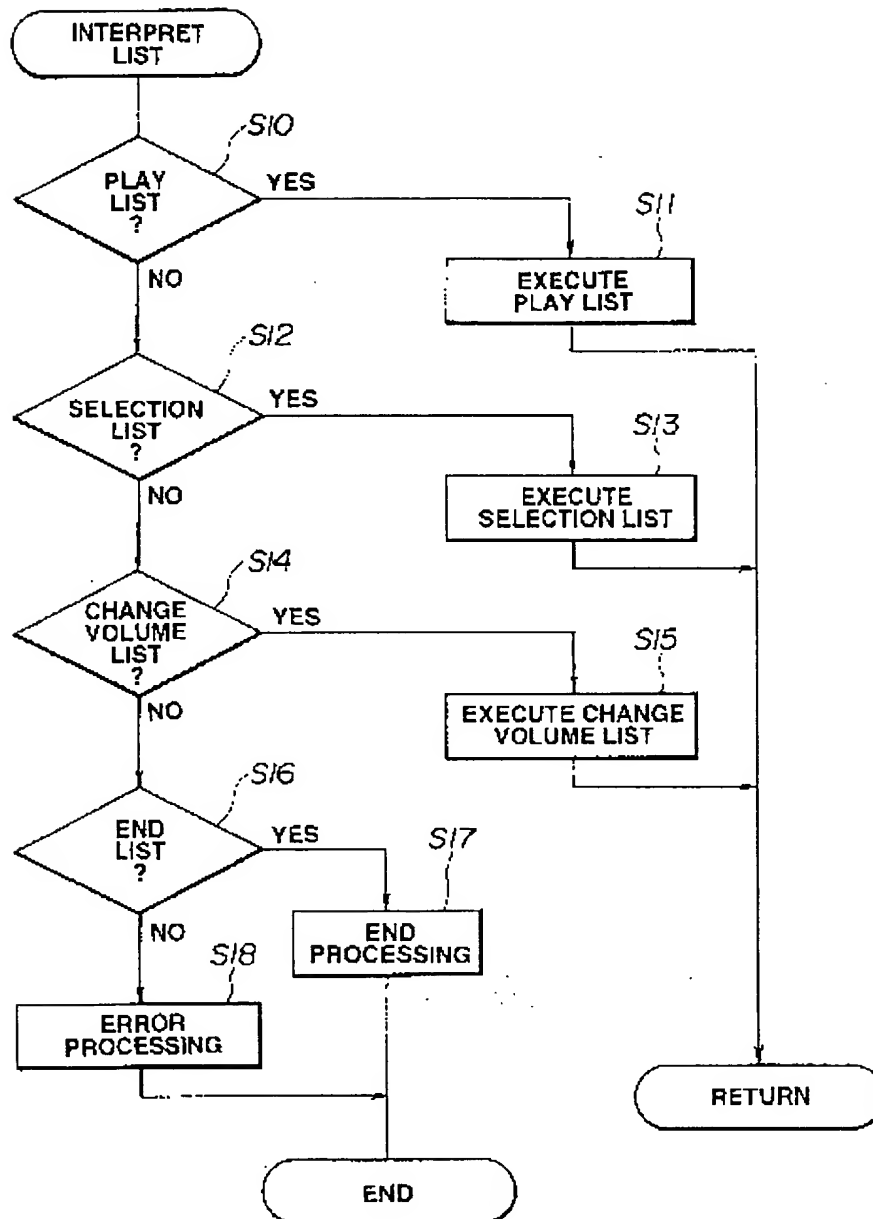 INTERPRET
LIST
S10
PLAY
LIST
?
YES
NO
S11
EXECUTE
PLAY LIST
S12
SELECTION
LIST
?
YES
NO
S13
EXECUTE
SELECTION LIST
S14
CHANGE
VOLUME
LIST
?
YES
NO
S15
EXECUTE CHANGE
VOLUME LIST
S16
END
LIST
?
YES
NO
S17
END
PROCESSING
S18
ERROR
PROCESSING
RETURN
END